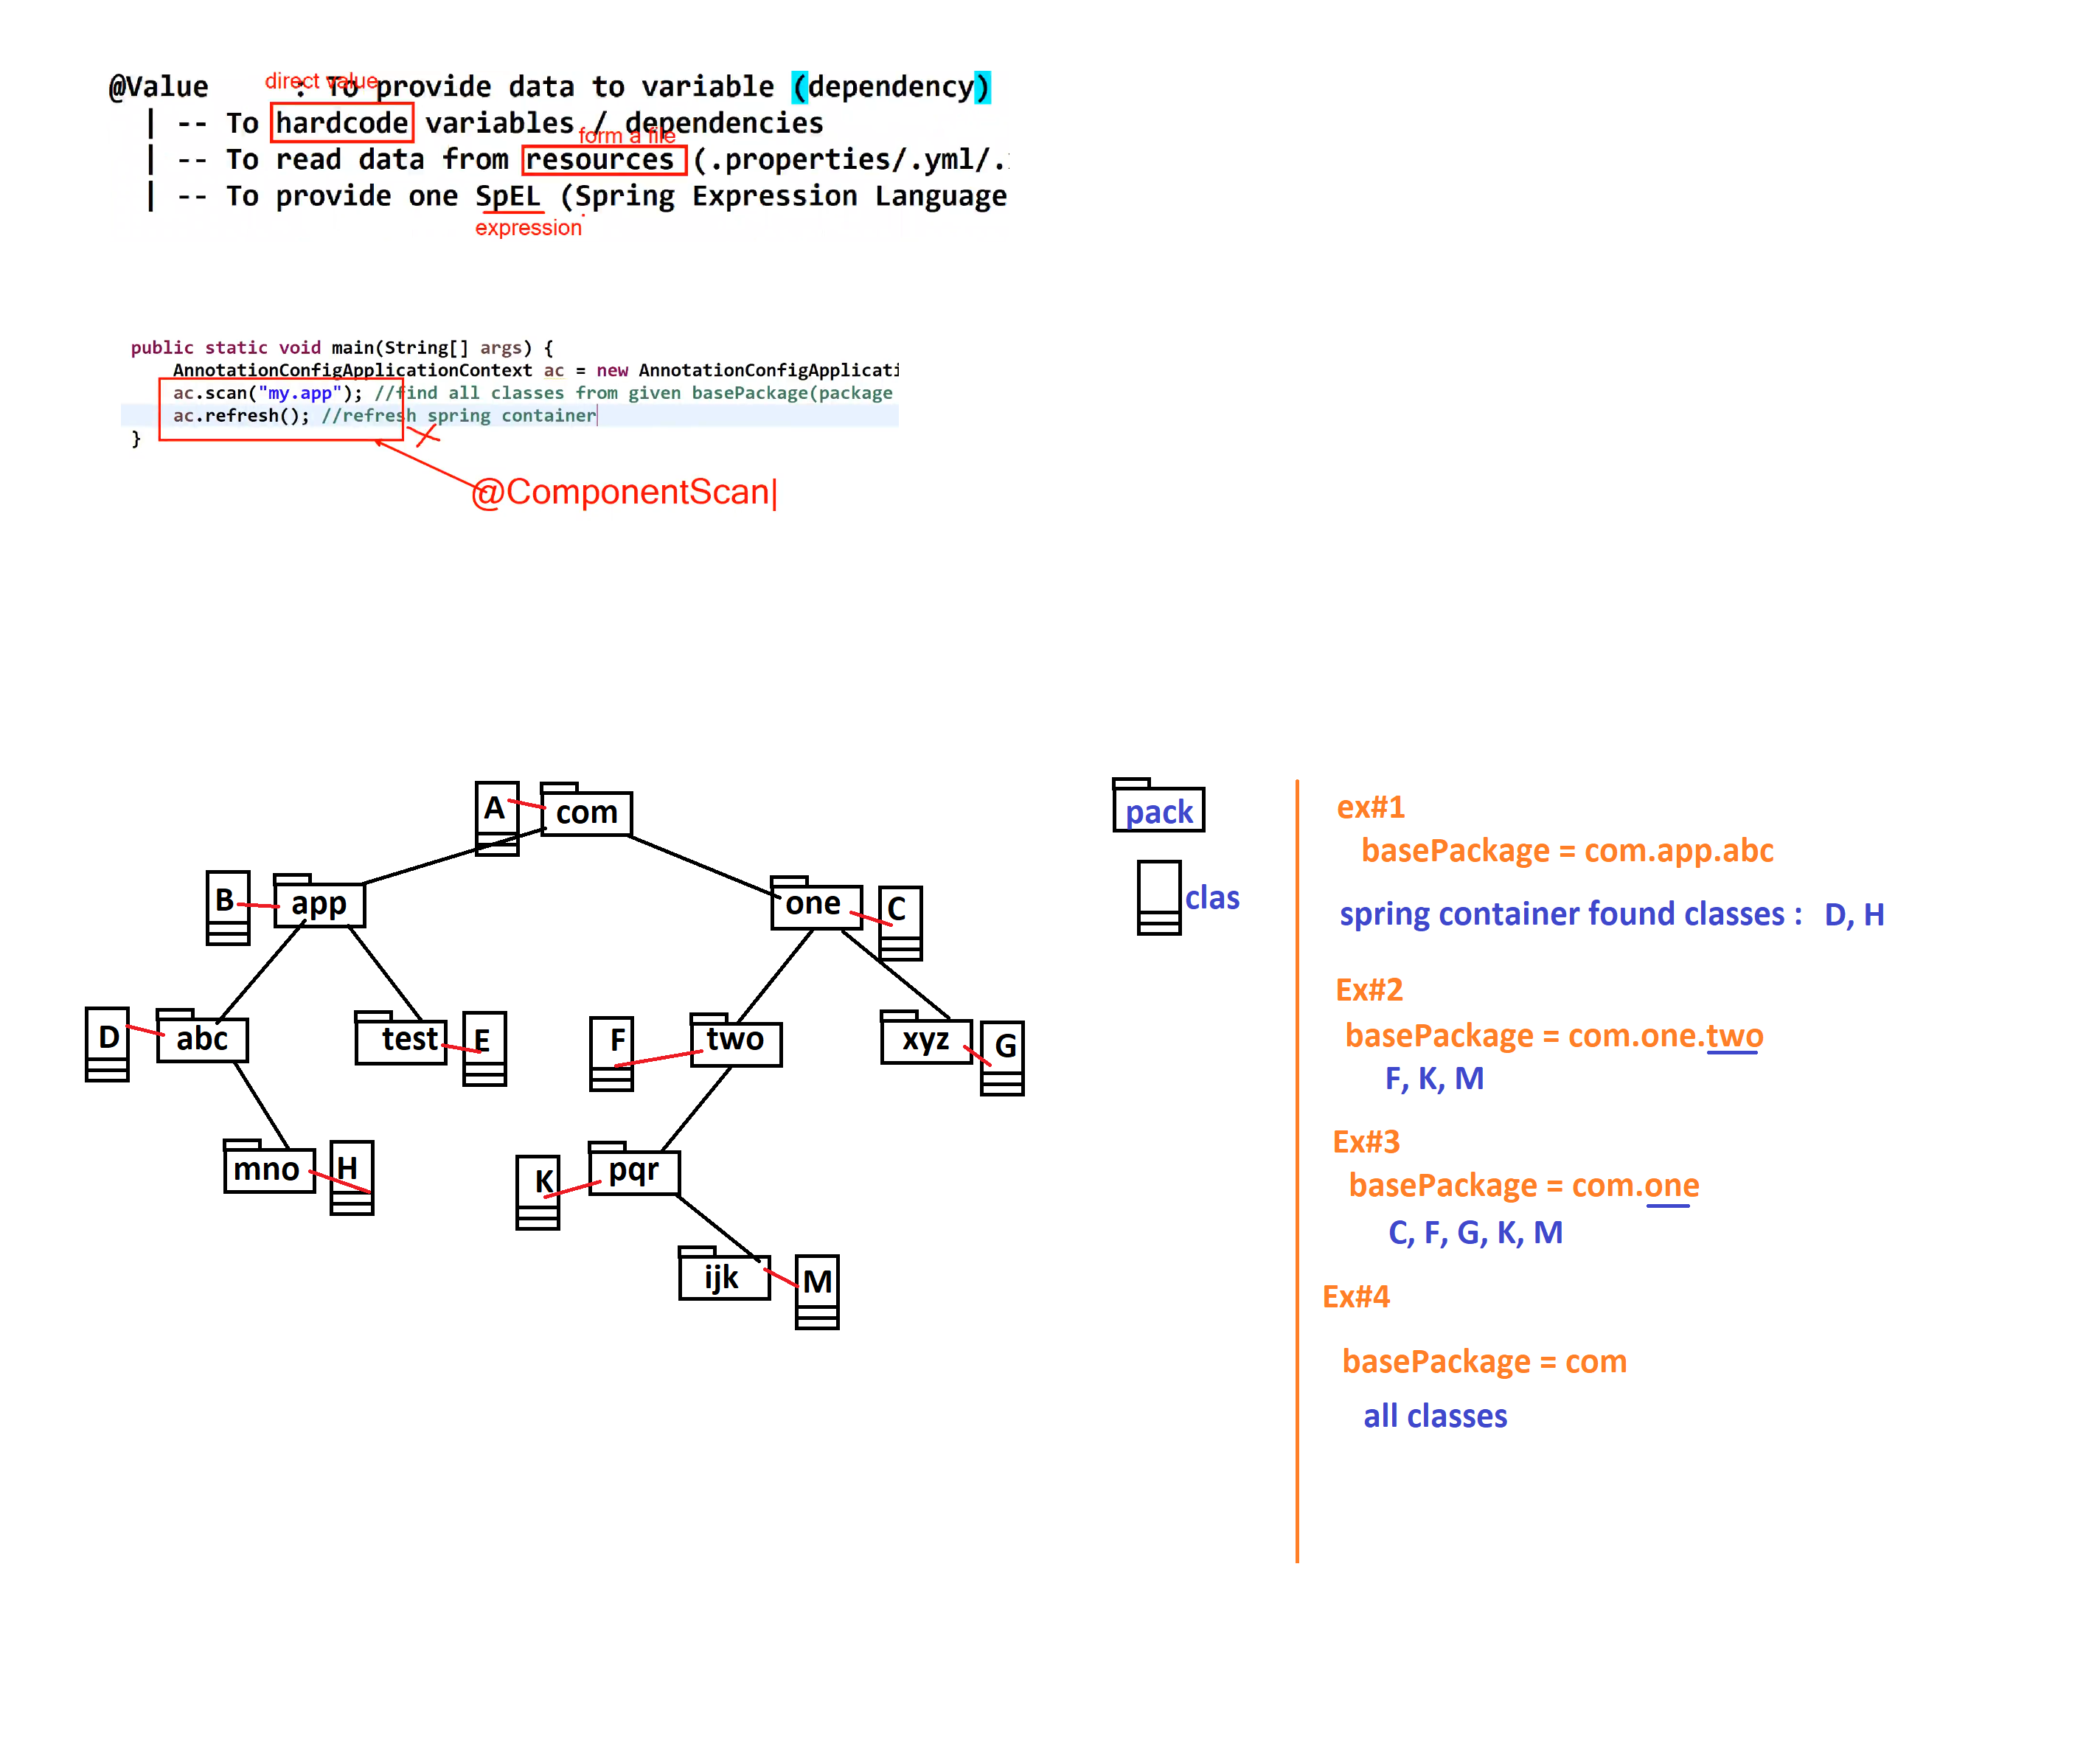 direct value
@Value : To provide data to variable (dependency)
| -- To hardcode variables / dependencies
form a file
| -- To read data from resources (.properties/.yml/.
| -- To provide one SpEL (Spring Expression Language
expression
public static void main(String[] args) {
AnnotationConfigApplicationContext ac = new AnnotationConfigApplicati
ac.scan("my.app"); //find all classes from given basePackage(package
ac.refresh(); //refresh spring container
}
@ComponentScan|
A
com
B
app
one
C
D
abc
test
E
F
two
xyz
G
mno
H
K
pqr
ijk
M
pack
clas
ex#1
basePackage = com.app.abc
spring container found classes : D, H
Ex#2
basePackage = com.one.two
F, K, M
Ex#3
basePackage = com.one
C, F, G, K, M
Ex#4
basePackage = com
all classes